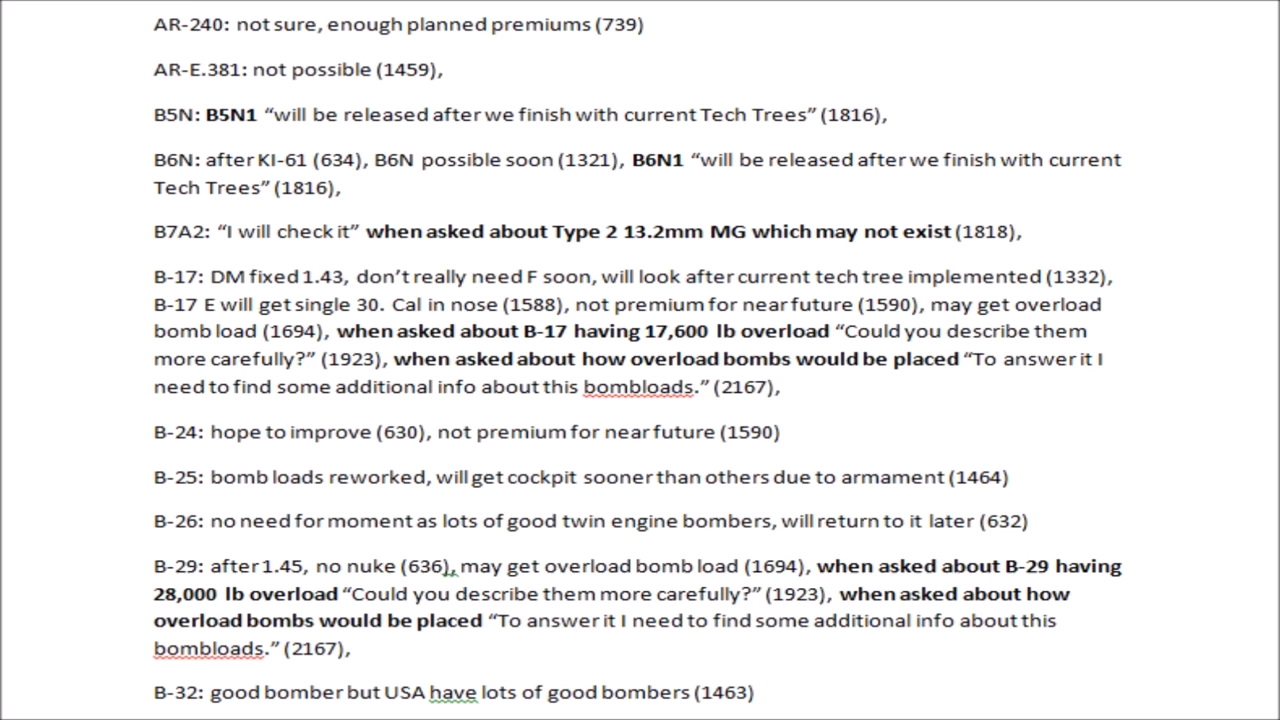 AR-240: not sure, enough planned premiums (739)
AR-E.381: not possible (1459),
B5N: B5N1 “will be released after we finish with current Tech Trees” (1816),
B6N: after KI-61 (634), B6N possible soon (1321), B6N1 “will be released after we finish with current
Tech Trees” (1816),
B7A2: “I will check it” when asked about Type 2 13.2mm MG which may not exist (1818),
B-17: DM fixed 1.43, don’t really need F soon, will look after current tech tree implemented (1332),
B-17 E will get single 30. Cal in nose (1588), not premium for near future (1590), may get overload
bomb load (1694), when asked about B-17 having 17,600 lb overload “Could you describe them
more carefully?” (1923), when asked about how overload bombs would be placed “To answer it I
need to find some additional info about this bombloads.” (2167),
B-24: hope to improve (630), not premium for near future (1590)
B-25: bomb loads reworked, will get cockpit sooner than others due to armament (1464)
B-26: no need for moment as lots of good twin engine bombers, will return to it later (632)
B-29: after 1.45, no nuke (636), may get overload bomb load (1694), when asked about B-29 having
28,000 lb overload “Could you describe them more carefully?” (1923), when asked about how
overload bombs would be placed “To answer it I need to find some additional info about this
bombloads.” (2167),
B-32: good bomber but USA have lots of good bombers (1463)